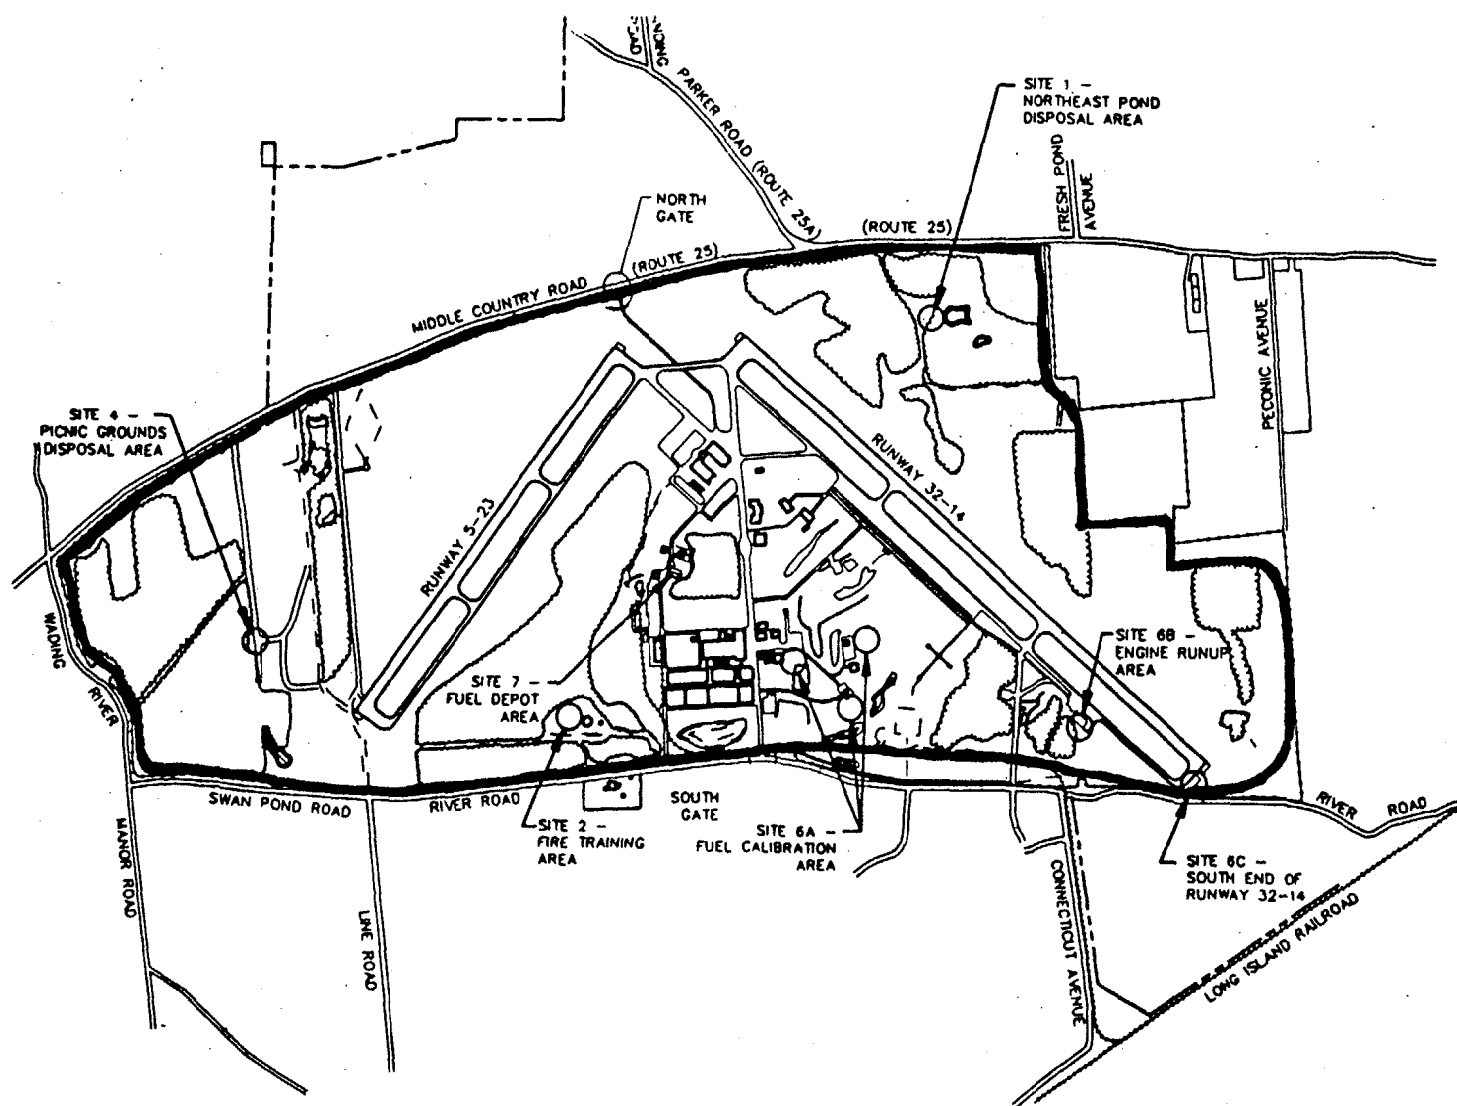 PARKER ROAD (ROUTE 25A)
SITE 1 -
NORTHEAST POND
DISPOSAL AREA
FRESH POND
AVENUE
NORTH
GATE
(ROUTE 25)
(ROUTE 25)
MIDDLE COUNTRY ROAD
PECONIC AVENUE
SITE 4 -
PICNIC GROUNDS
DISPOSAL AREA
RUNWAY 32-14
RUNWAY 5-23
WADING
RIVER
SITE 6B -
ENGINE RUNUP
AREA
SITE 7 -
FUEL DEPOT
AREA
SWAN POND ROAD
RIVER ROAD
SOUTH
GATE
RIVER ROAD
MANOR ROAD
SITE 2 -
FIRE TRAINING
AREA
SITE 6A -
FUEL CALIBRATION
AREA
SITE 6C -
SOUTH END OF
RUNWAY 32-14
LINE ROAD
CONNECTICUT AVENUE
LONG ISLAND RAILROAD